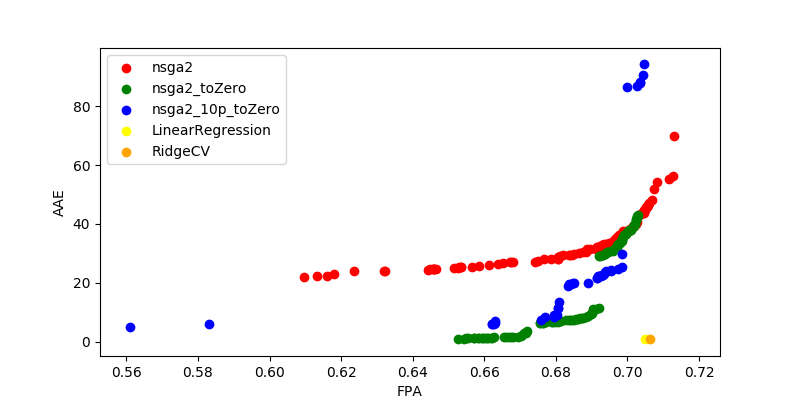 nsga2
nsga2_toZero
nsga2_10p_toZero
LinearRegression
RidgeCV
AAE
80
60
40
20
0
0.56 0.58 0.60 0.62 0.64 0.66 0.68 0.70 0.72
FPA